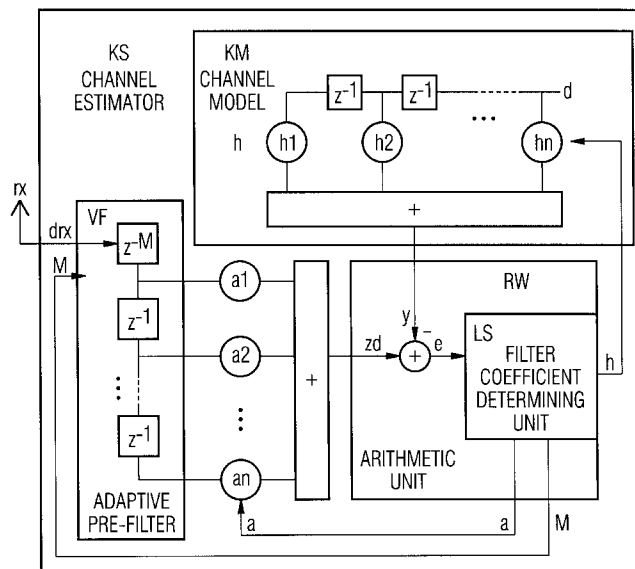 KS
CHANNEL
ESTIMATOR
KM
CHANNEL
MODEL
z⁻¹
z⁻¹
d
...
h
h1
h2
hn
+
rx
drx
M
VF
z⁻ᴹ
z⁻¹
...
z⁻¹
ADAPTIVE
PRE-FILTER
a1
a2
...
an
a
+
RW
y
−
zd
+
e
LS
FILTER
COEFFICIENT
DETERMINING
UNIT
h
ARITHMETIC
UNIT
a
M